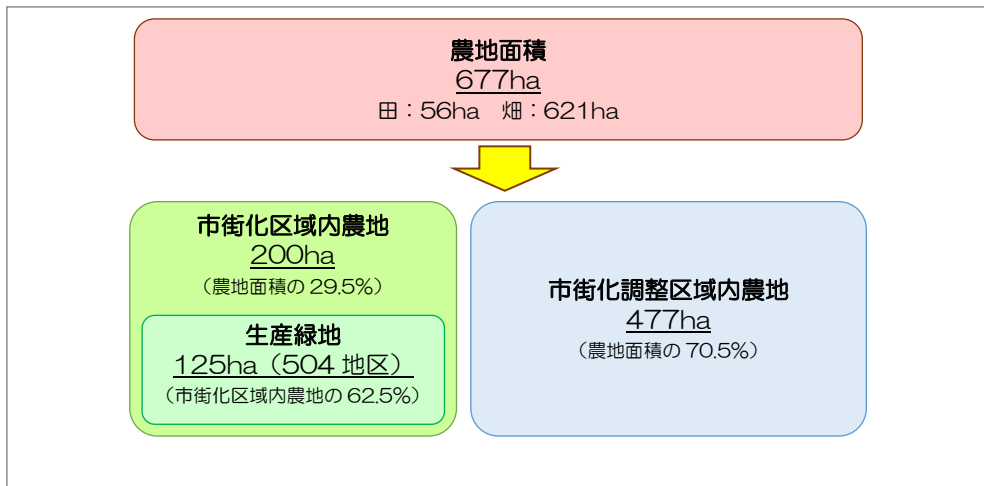 農地面積
677ha
田：56ha　畑：621ha
市街化区域内農地
200ha
（農地面積の 29.5%）
生産緑地
125ha（504 地区）
（市街化区域内農地の 62.5%）
市街化調整区域内農地
477ha
（農地面積の 70.5%）